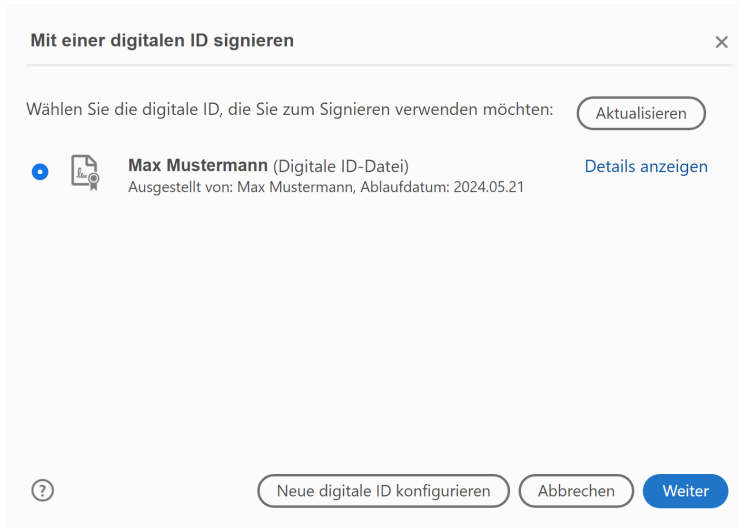 Mit einer digitalen ID signieren
Wählen Sie die digitale ID, die Sie zum Signieren verwenden möchten:
Aktualisieren
Max Mustermann (Digitale ID-Datei)
Details anzeigen
Ausgestellt von: Max Mustermann, Ablaufdatum: 2024.05.21
Neue digitale ID konfigurieren
Abbrechen
Weiter